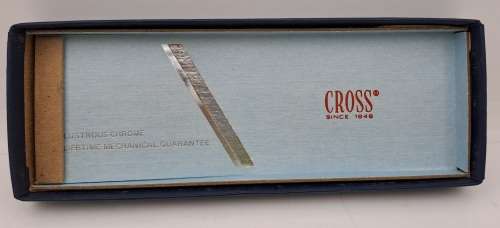 CROSS®
SINCE 1846
LUSTROUS CHROME
LIFETIME MECHANICAL GUARANTEE